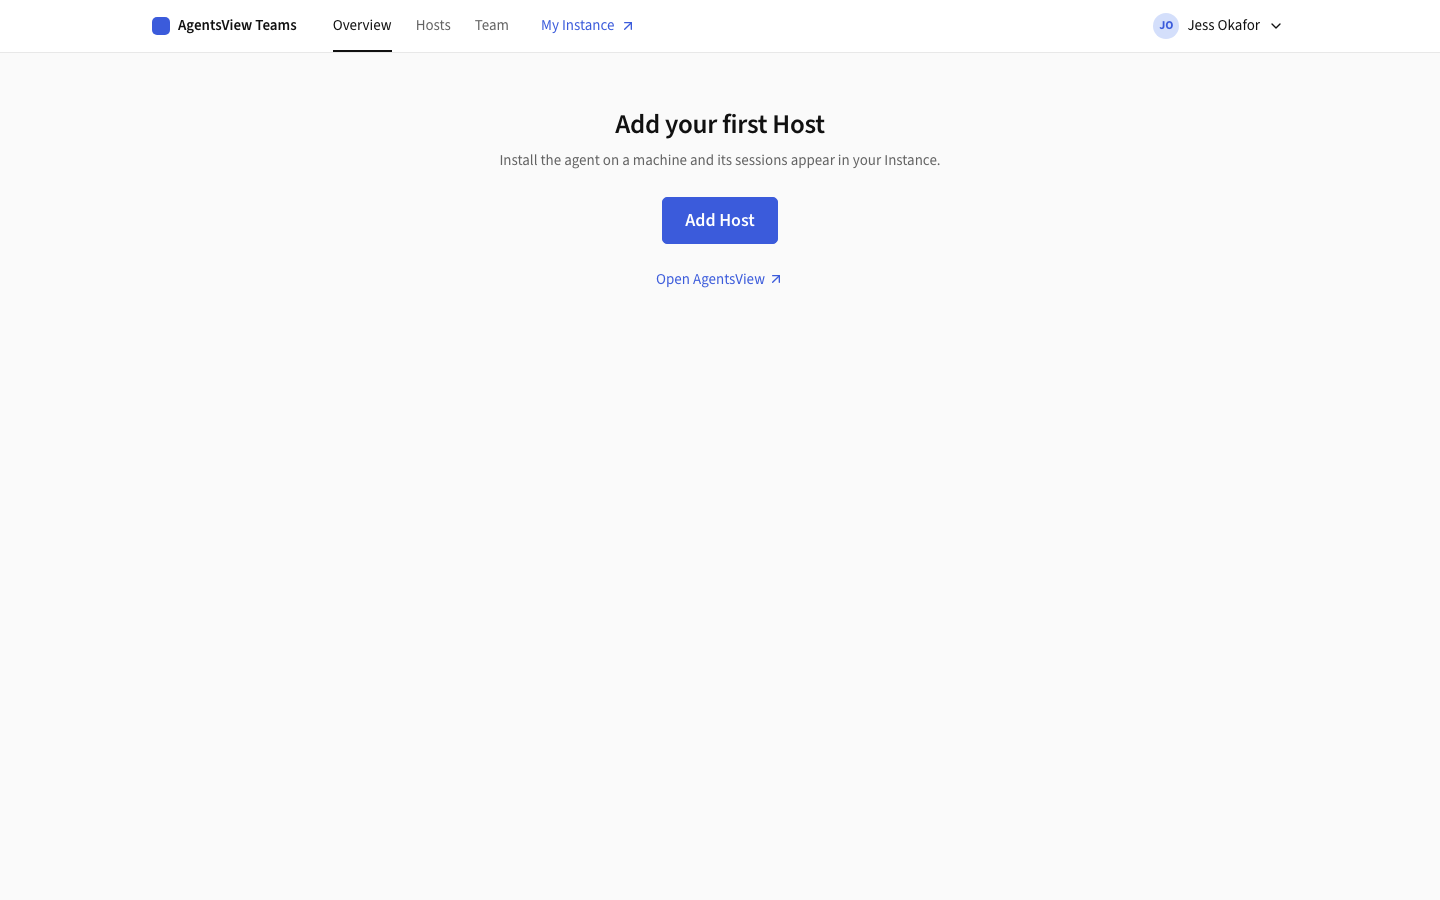 AgentsView Teams
Overview
Hosts
Team
My Instance
JO
Jess Okafor
Add your first Host
Install the agent on a machine and its sessions appear in your Instance.
Add Host
Open AgentsView